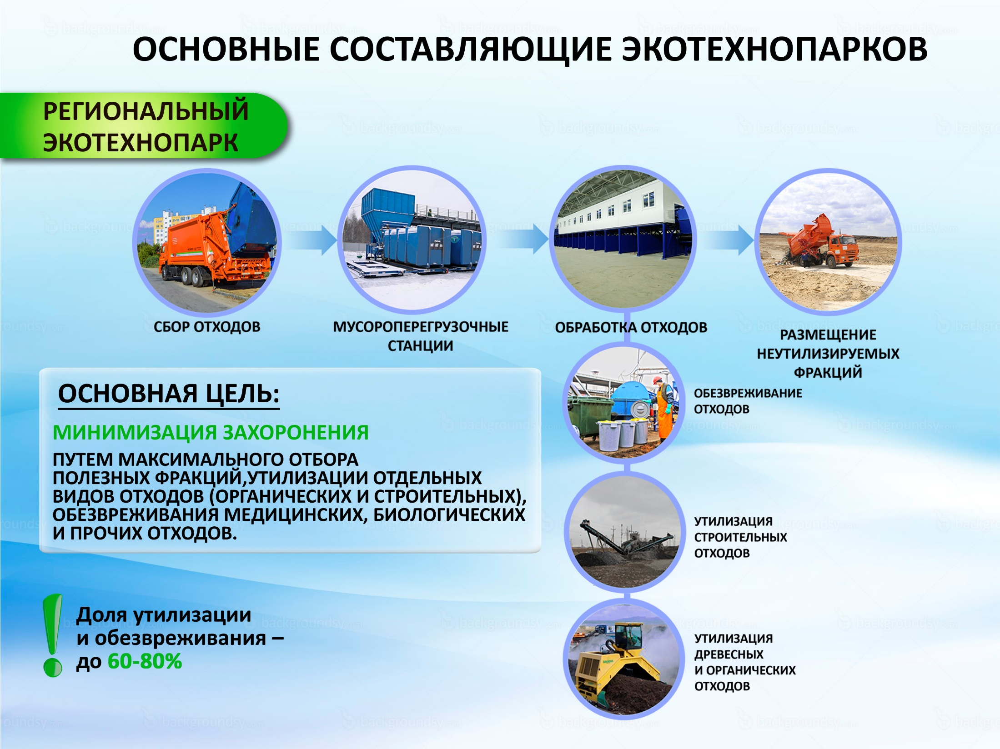 ОСНОВНЫЕ СОСТАВЛЯЮЩИЕ ЭКОТЕХНОПАРКОВ
РЕГИОНАЛЬНЫЙ
ЭКОТЕХНОПАРК
СБОР ОТХОДОВ
МУСОРОПЕРЕГРУЗОЧНЫЕ
СТАНЦИИ
ОБРАБОТКА ОТХОДОВ
РАЗМЕЩЕНИЕ
НЕУТИЛИЗИРУЕМЫХ
ФРАКЦИЙ
ОСНОВНАЯ ЦЕЛЬ:
МИНИМИЗАЦИЯ ЗАХОРОНЕНИЯ
ПУТЕМ МАКСИМАЛЬНОГО ОТБОРА
ПОЛЕЗНЫХ ФРАКЦИЙ,УТИЛИЗАЦИИ ОТДЕЛЬНЫХ
ВИДОВ ОТХОДОВ (ОРГАНИЧЕСКИХ И СТРОИТЕЛЬНЫХ),
ОБЕЗВРЕЖИВАНИЯ МЕДИЦИНСКИХ, БИОЛОГИЧЕСКИХ
И ПРОЧИХ ОТХОДОВ.
ОБЕЗВРЕЖИВАНИЕ
ОТХОДОВ
УТИЛИЗАЦИЯ
СТРОИТЕЛЬНЫХ
ОТХОДОВ
УТИЛИЗАЦИЯ
ДРЕВЕСНЫХ
И ОРГАНИЧЕСКИХ
ОТХОДОВ
Доля утилизации
и обезвреживания –
до 60-80%
backgroundsy.com